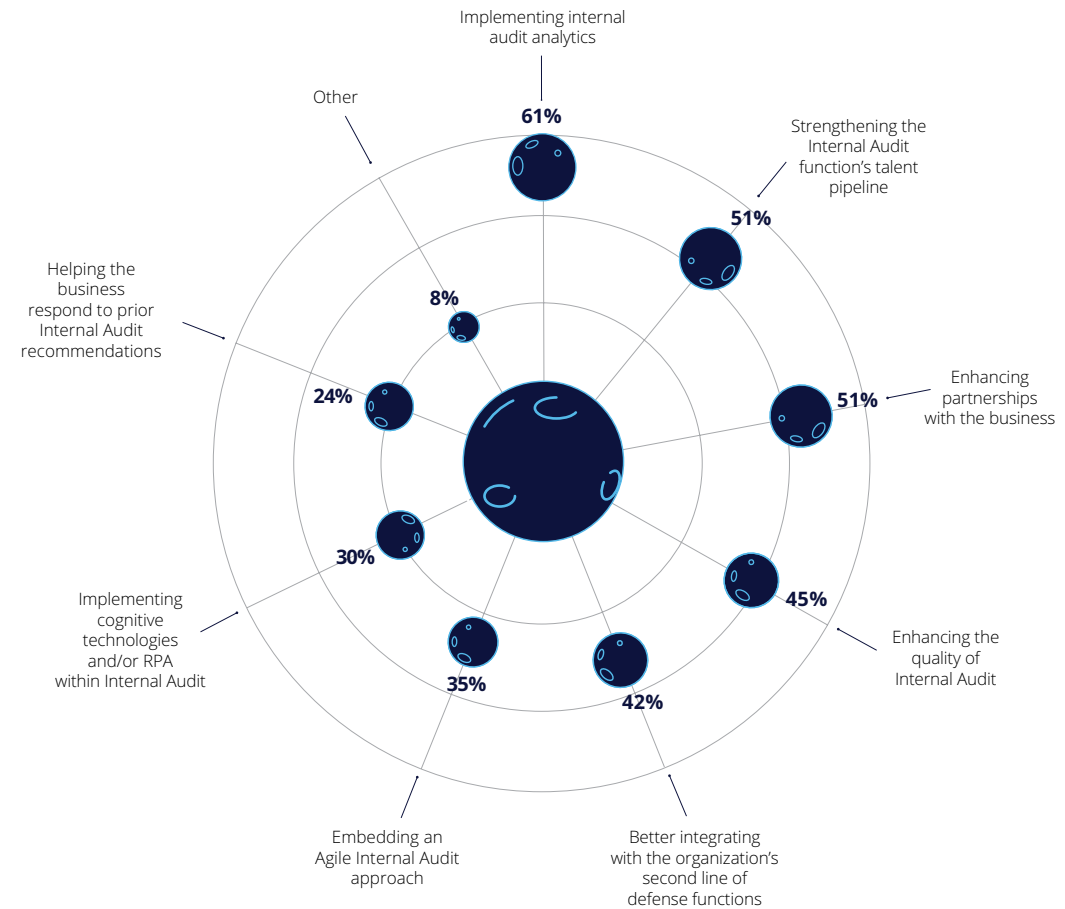 Implementing internal
audit analytics
61%
Strengthening the
Internal Audit
function’s talent
pipeline
51%
Enhancing
partnerships
with the business
51%
Enhancing the
quality of
Internal Audit
45%
Better integrating
with the organization’s
second line of
defense functions
42%
Embedding an
Agile Internal Audit
approach
35%
Implementing
cognitive
technologies
and/or RPA
within Internal Audit
30%
Helping the
business
respond to prior
Internal Audit
recommendations
24%
Other
8%